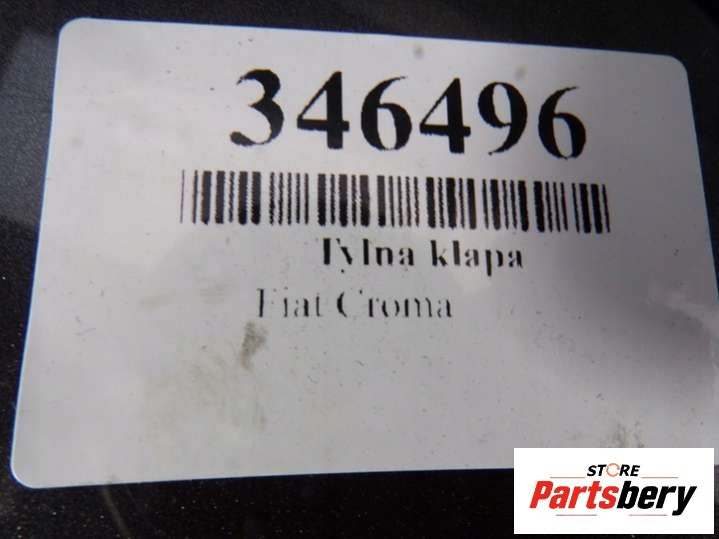 346496
Tylna klapa
Fiat Croma
STORE
Partsbery